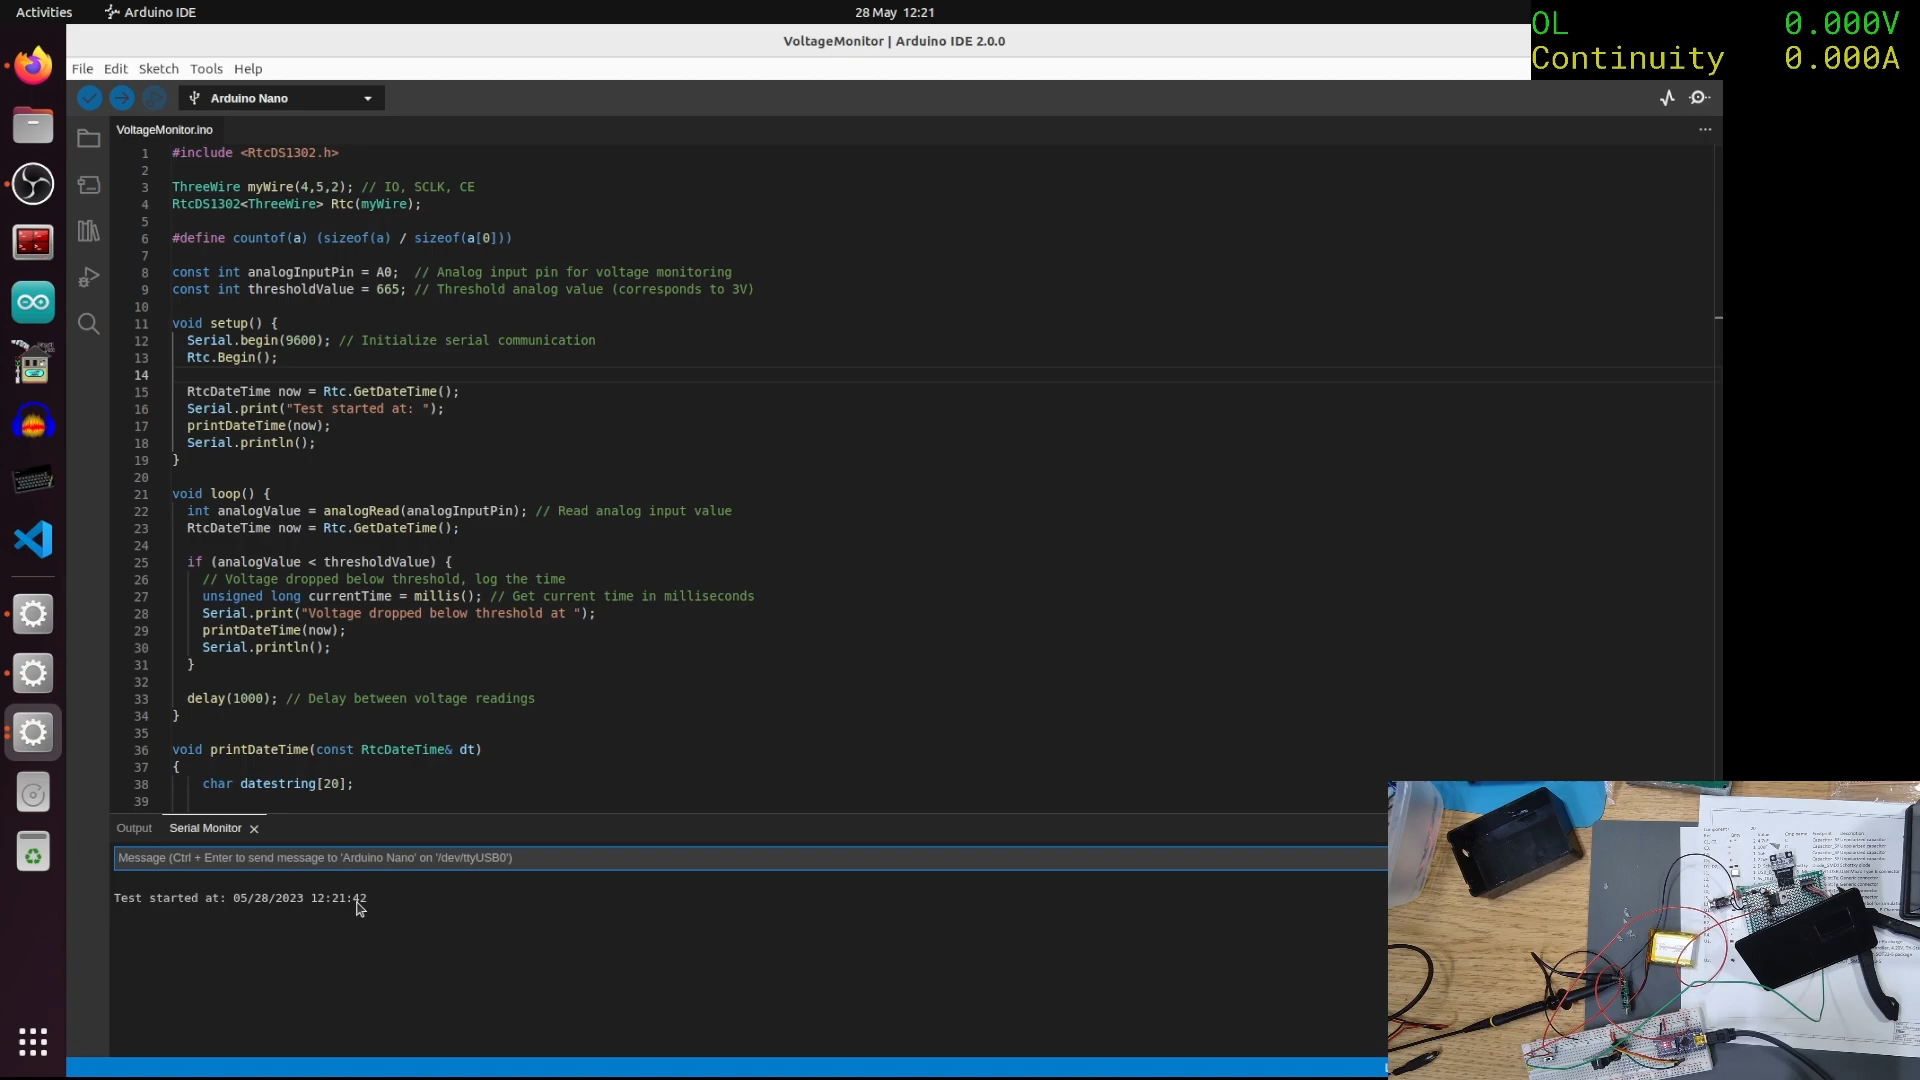 Activities
Arduino IDE
28 May 12:21
OL 0.000V
Continuity 0.000A
VoltageMonitor | Arduino IDE 2.0.0
File Edit Sketch Tools Help
Arduino Nano
VoltageMonitor.ino
1 #include <RtcDS1302.h>
2
3 ThreeWire myWire(4,5,2); // IO, SCLK, CE
4 RtcDS1302<ThreeWire> Rtc(myWire);
5
6 #define countof(a) (sizeof(a) / sizeof(a[0]))
7
8 const int analogInputPin = A0;  // Analog input pin for voltage monitoring
9 const int thresholdValue = 665; // Threshold analog value (corresponds to 3V)
10
11 void setup() {
12   Serial.begin(9600); // Initialize serial communication
13   Rtc.Begin();
14
15   RtcDateTime now = Rtc.GetDateTime();
16   Serial.print("Test started at: ");
17   printDateTime(now);
18   Serial.println();
19 }
20
21 void loop() {
22   int analogValue = analogRead(analogInputPin); // Read analog input value
23   RtcDateTime now = Rtc.GetDateTime();
24
25   if (analogValue < thresholdValue) {
26     // Voltage dropped below threshold, log the time
27     unsigned long currentTime = millis(); // Get current time in milliseconds
28     Serial.print("Voltage dropped below threshold at ");
29     printDateTime(now);
30     Serial.println();
31   }
32
33   delay(1000); // Delay between voltage readings
34 }
35
36 void printDateTime(const RtcDateTime& dt)
37 {
38     char datestring[20];
39
Output
Serial Monitor
Message (Ctrl + Enter to send message to 'Arduino Nano' on '/dev/ttyUSB0')
Test started at: 05/28/2023 12:21:42